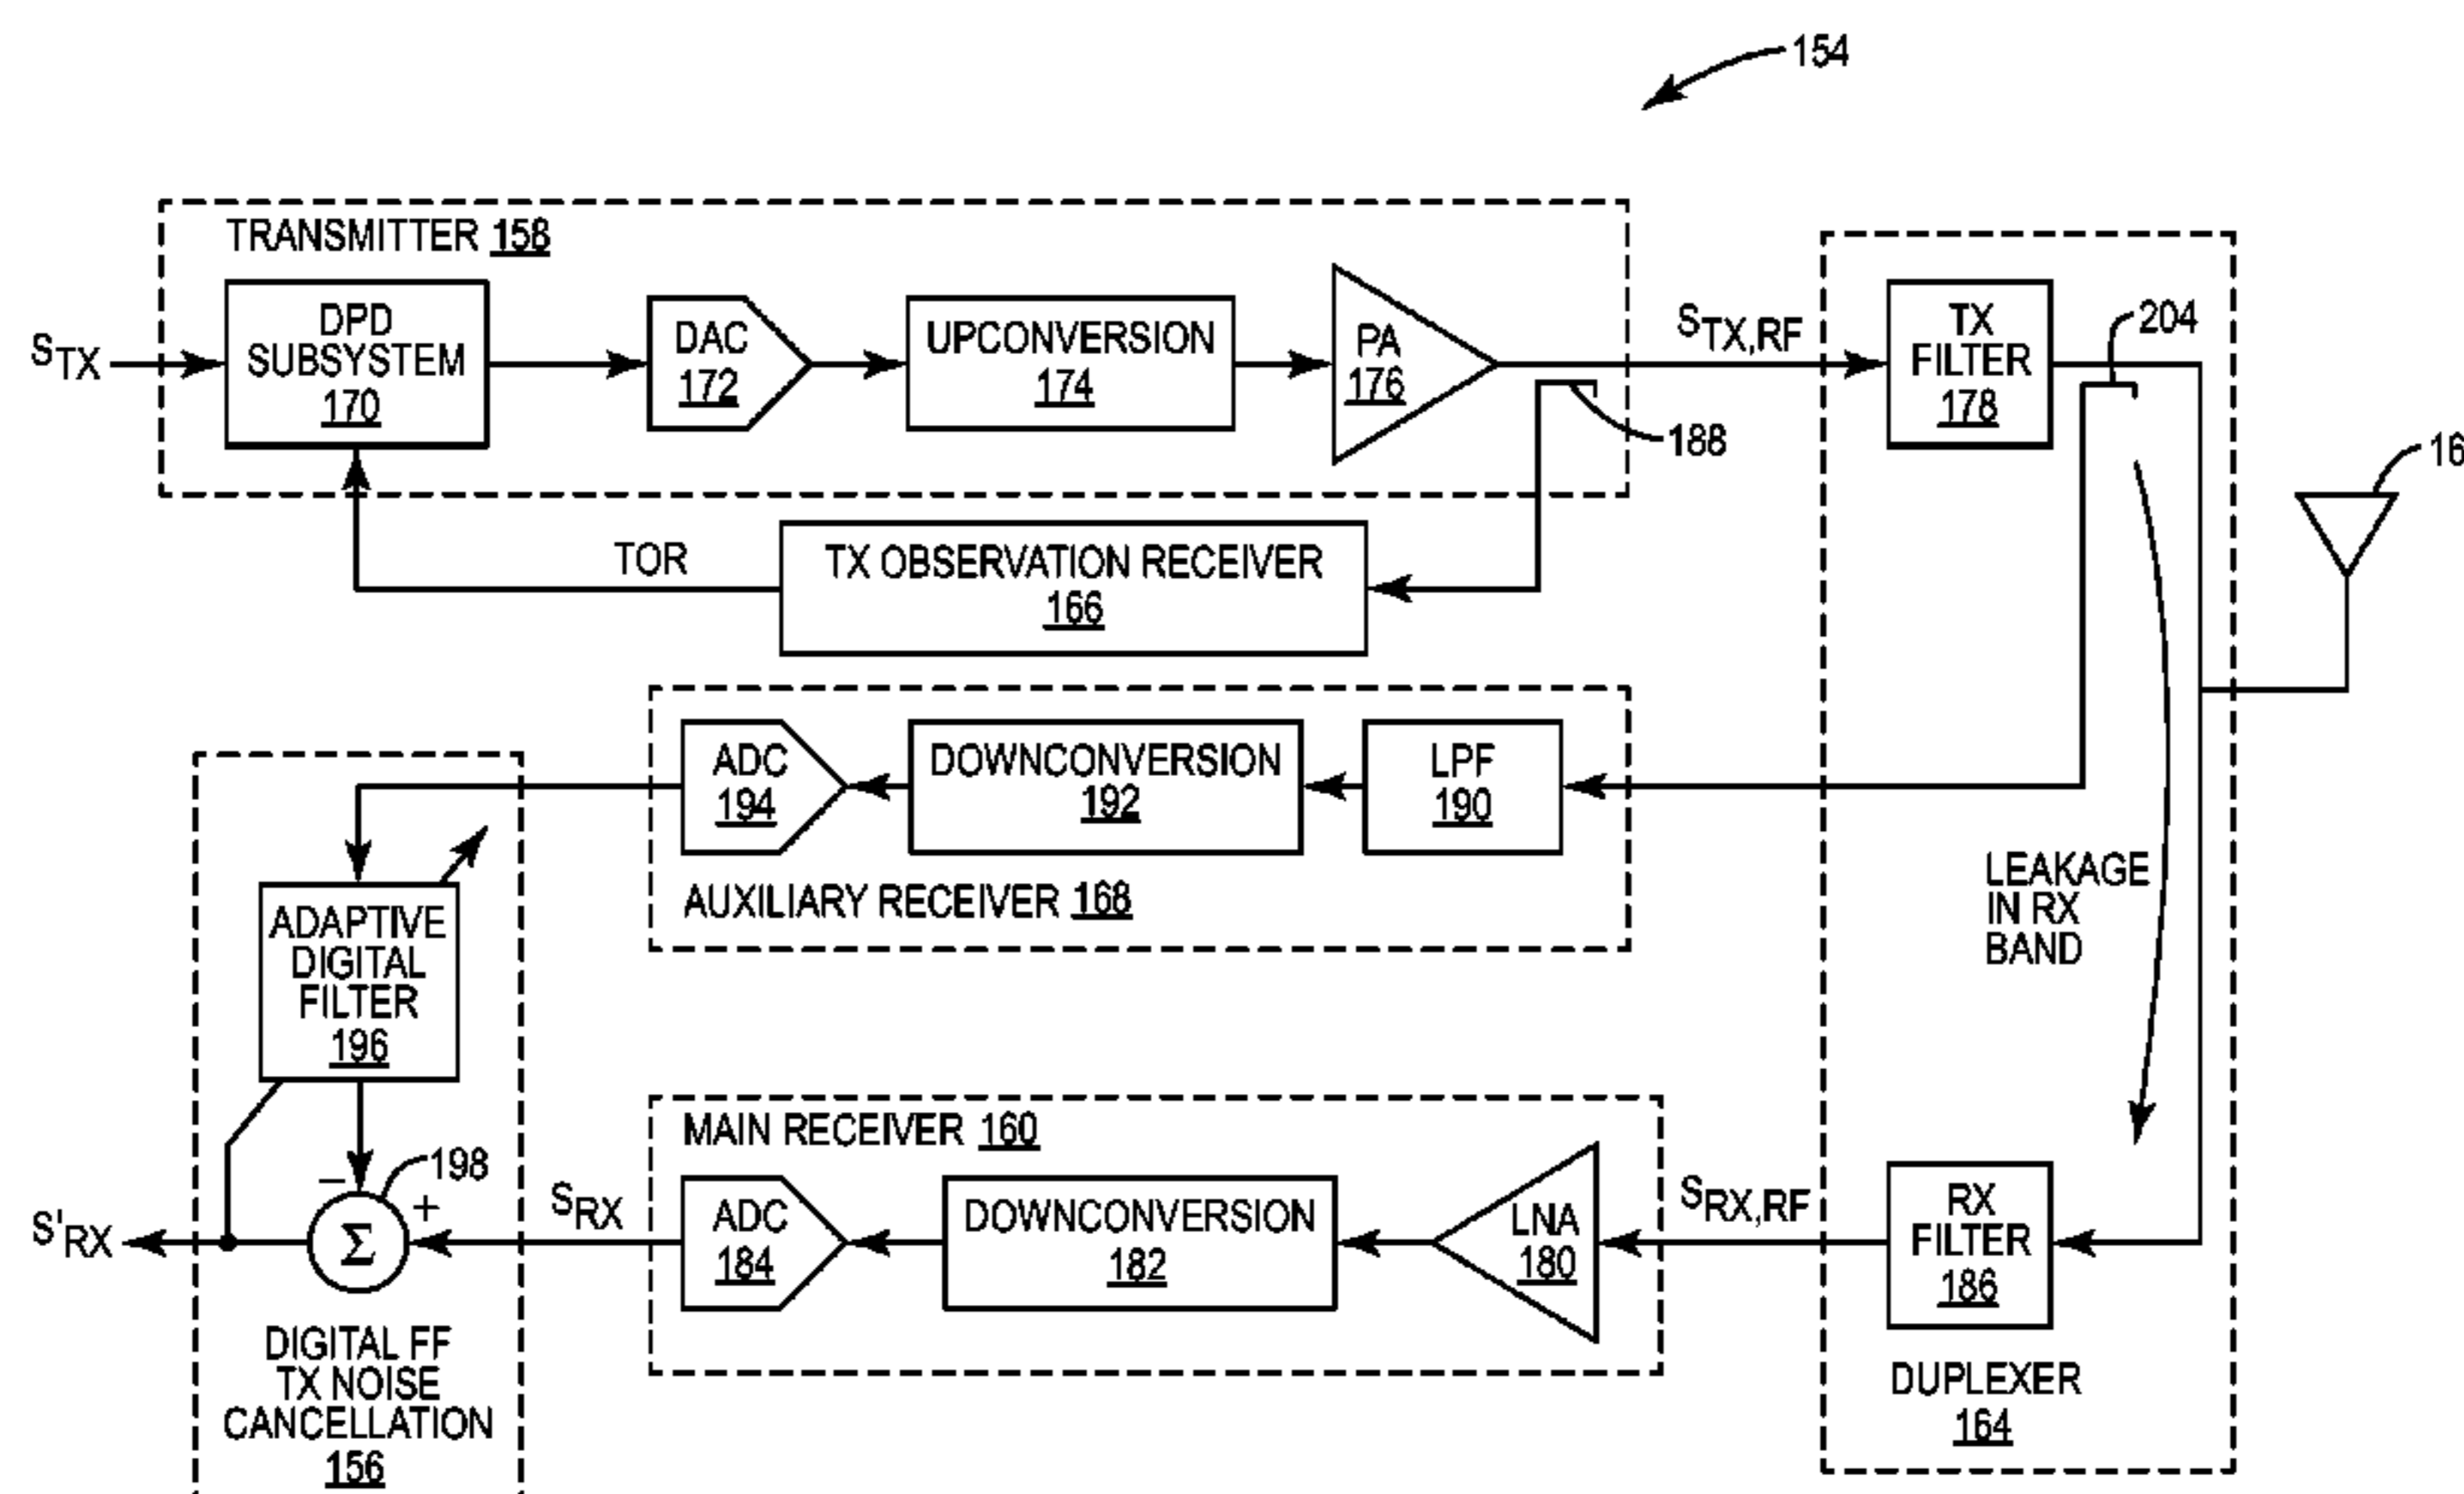 154
TRANSMITTER 158
STX
DPD
SUBSYSTEM
170
DAC
172
UPCONVERSION
174
PA
176
188
STX,RF
TX
FILTER
178
204
16
TOR
TX OBSERVATION RECEIVER
166
ADC
194
DOWNCONVERSION
192
LPF
190
AUXILIARY RECEIVER 168
LEAKAGE
IN RX
BAND
ADAPTIVE
DIGITAL
FILTER
196
MAIN RECEIVER 160
–
198
+
S'RX
Σ
SRX
ADC
184
DOWNCONVERSION
182
LNA
180
SRX,RF
RX
FILTER
186
DIGITAL FF
TX NOISE
CANCELLATION
156
DUPLEXER
164